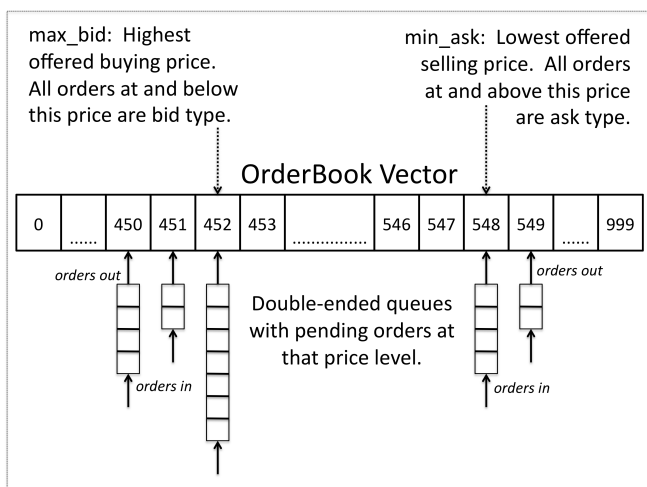 max_bid: Highest
offered buying price.
All orders at and below
this price are bid type.
min_ask: Lowest offered
selling price. All orders
at and above this price
are ask type.
OrderBook Vector
0 ...... 450 451 452 453 ................ 546 547 548 549 ...... 999
orders out
orders out
Double-ended queues
with pending orders at
that price level.
orders in
orders in